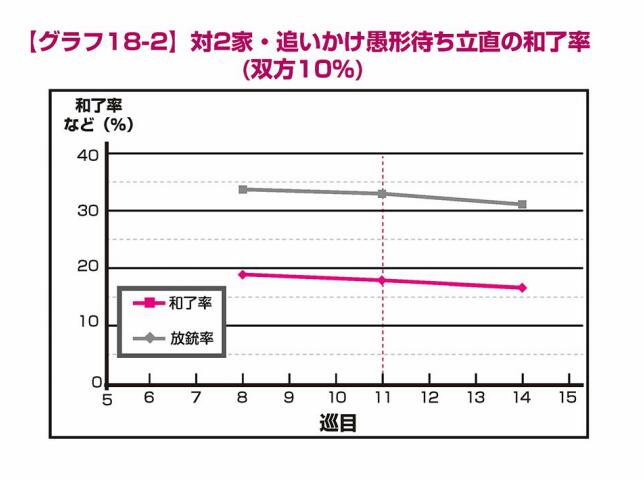 【グラフ18-2】対2家・追いかけ愚形待ち立直の和了率
(双方10%)
和了率
など(%)
40
30
20
10
0
和了率
放銃率
5 6 7 8 9 10 11 12 13 14 15
巡目